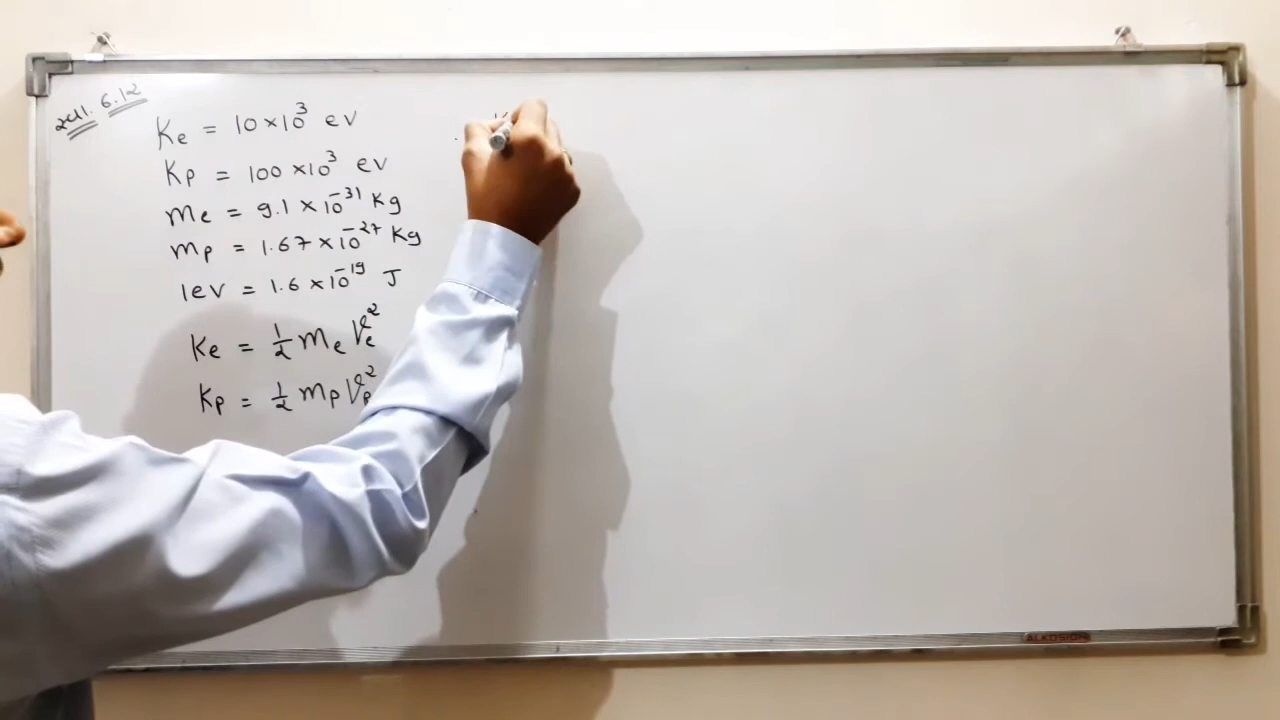 6.12
Ke = 10×10³ ev
Kp = 100×10³ ev
me = 9.1×10⁻³¹ Kg
mp = 1.67×10⁻²⁷ Kg
1ev = 1.6×10⁻¹⁹ J
Ke = 1/2 me Ve²
Kp = 1/2 mp Vp²
ALKOSIGN